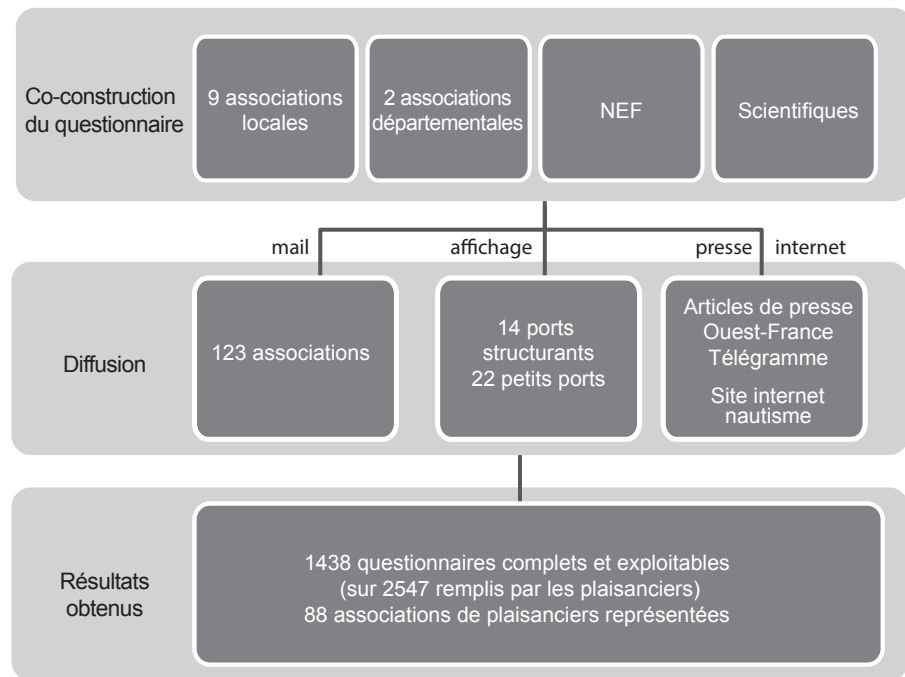 Co-construction
du questionnaire
9 associations
locales
2 associations
départementales
NEF
Scientifiques
mail
affichage
presse
internet
Diffusion
123 associations
14 ports
structurants
22 petits ports
Articles de presse
Ouest-France
Télégramme
Site internet
nautisme
Résultats
obtenus
1438 questionnaires complets et exploitables
(sur 2547 remplis par les plaisanciers)
88 associations de plaisanciers représentées